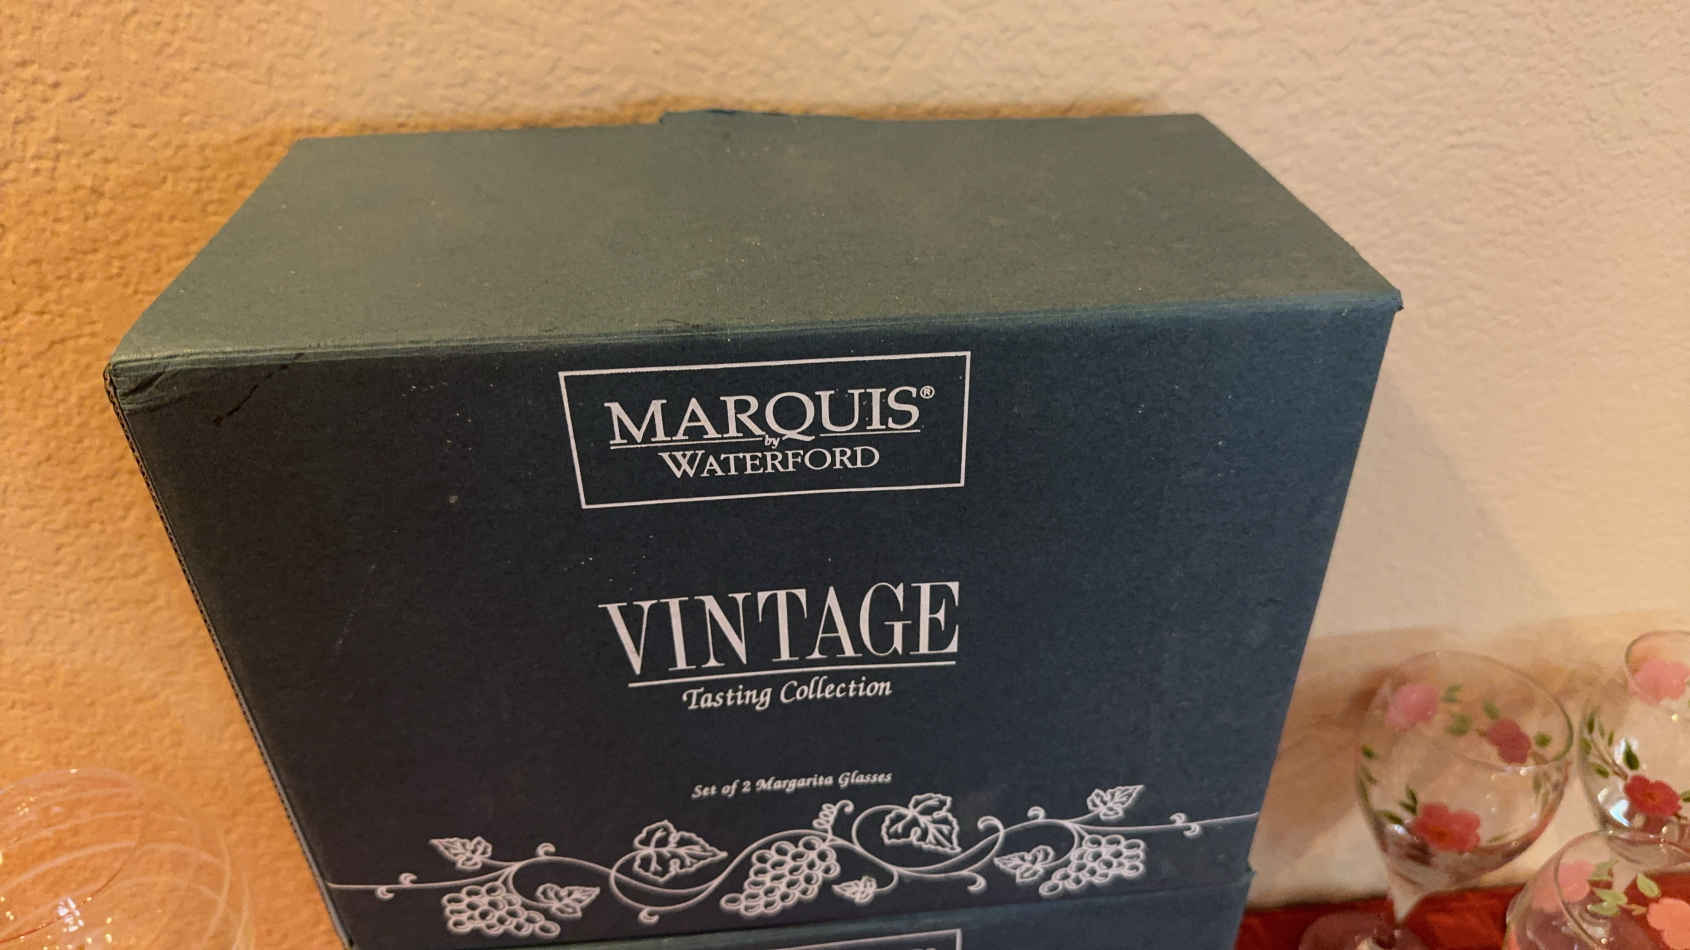 MARQUIS®
by
WATERFORD
VINTAGE
Tasting Collection
Set of 2 Margarita Glasses